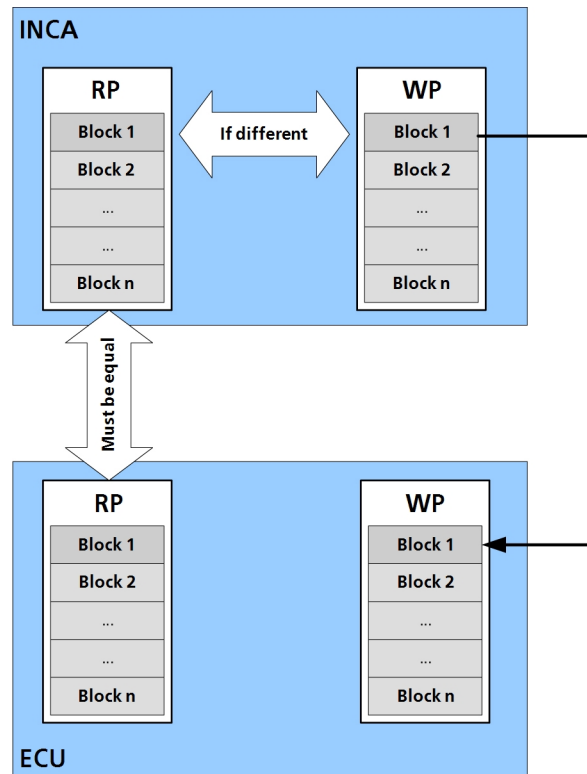 INCA
RP
Block 1
Block 2
...
...
Block n
If different
WP
Block 1
Block 2
...
...
Block n
Must be equal
RP
Block 1
Block 2
...
...
Block n
WP
Block 1
Block 2
...
...
Block n
ECU